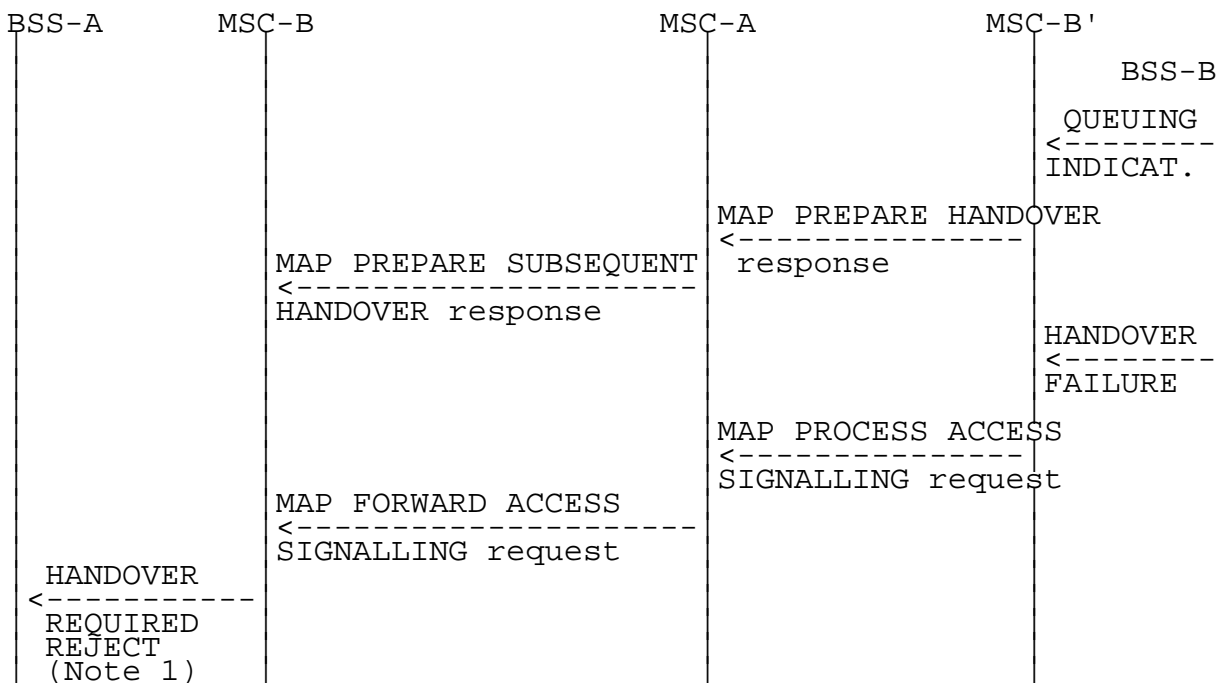 BSS-A MSC-B MSC-A MSC-B'
BSS-B
QUEUING
INDICAT.
MAP PREPARE HANDOVER
response
MAP PREPARE SUBSEQUENT
HANDOVER response
HANDOVER
FAILURE
MAP PROCESS ACCESS
SIGNALLING request
MAP FORWARD ACCESS
SIGNALLING request
HANDOVER
REQUIRED
REJECT
(Note 1)